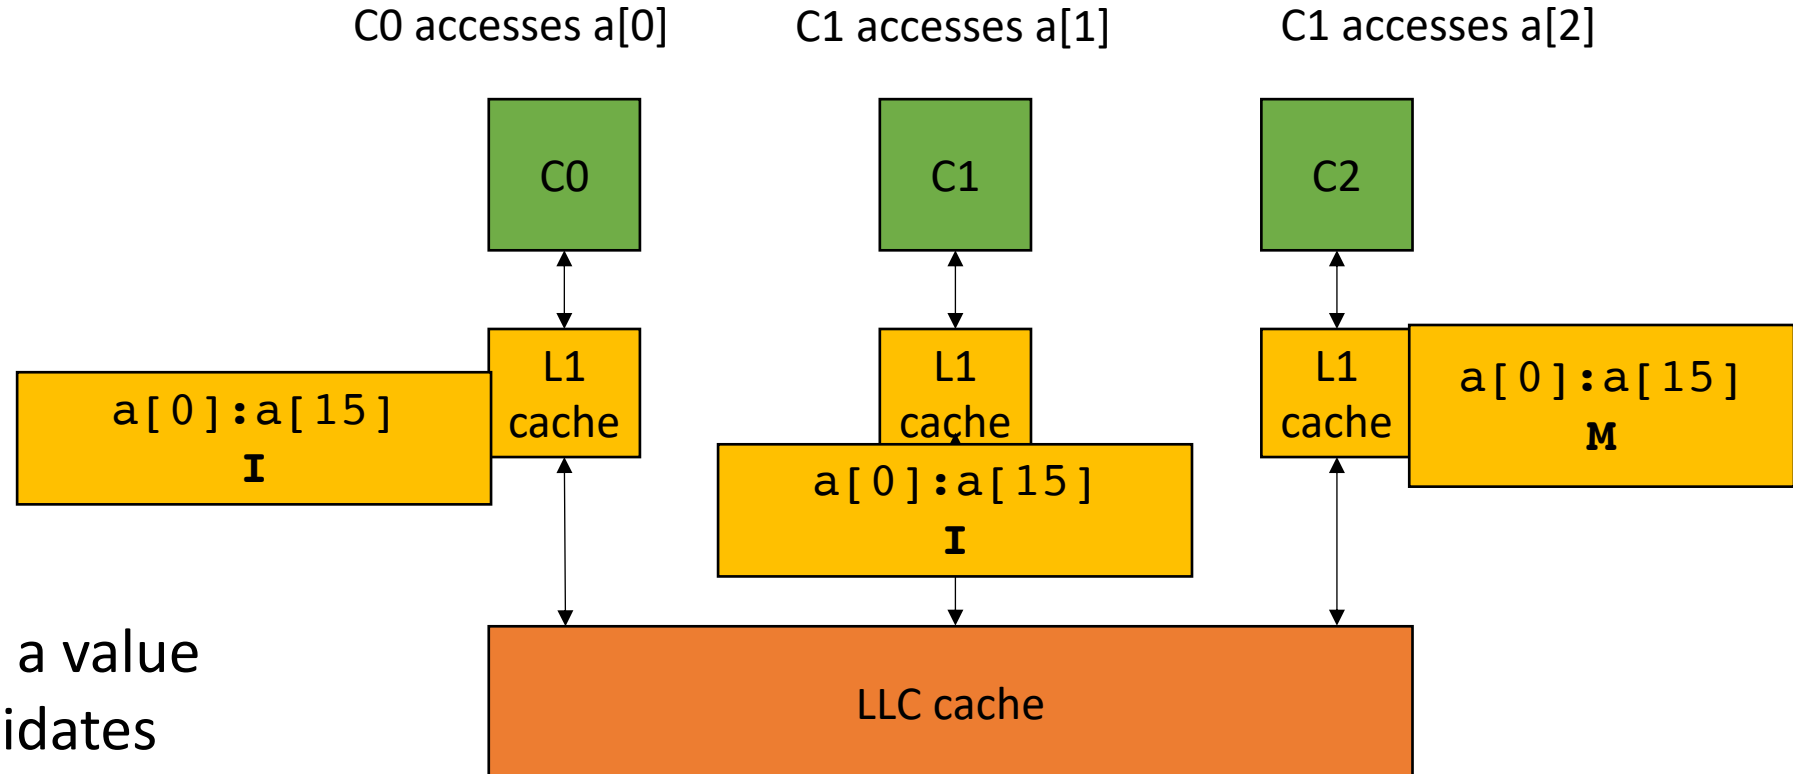 C0 accesses a[0]
C1 accesses a[1]
C1 accesses a[2]
C0
C1
C2
L1
cache
L1
cache
L1
cache
a[0]:a[15]
I
a[0]:a[15]
I
a[0]:a[15]
M
a value
idates
LLC cache